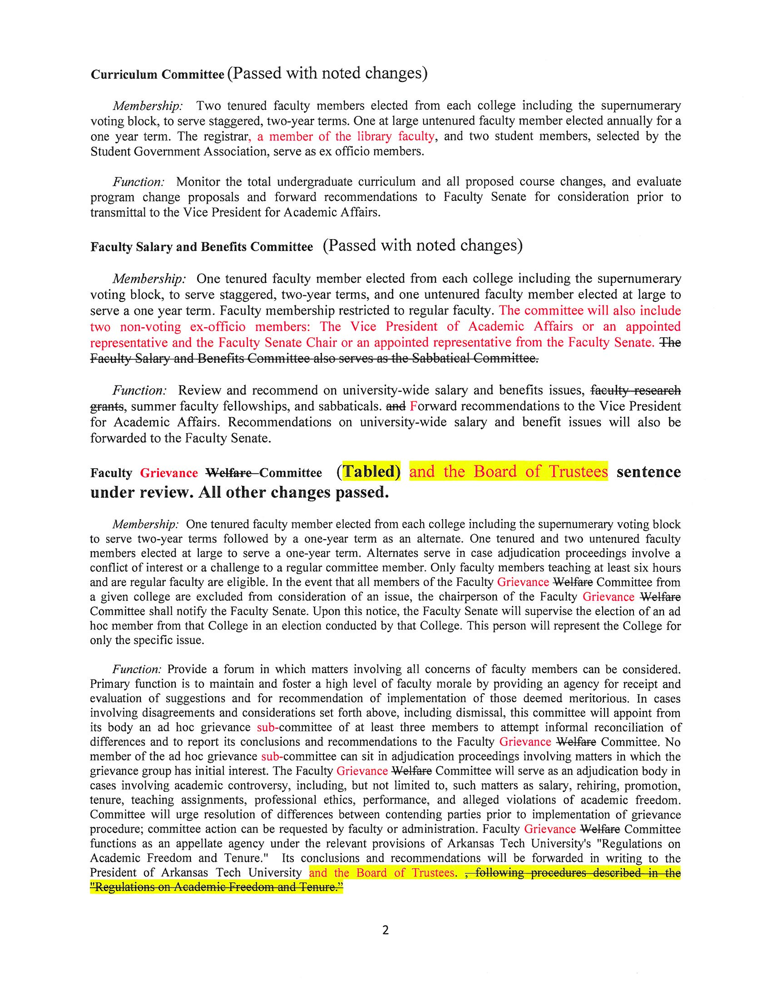 Curriculum Committee (Passed with noted changes)
Membership: Two tenured faculty members elected from each college including the supernumerary
voting block, to serve staggered, two-year terms. One at large untenured faculty member elected annually for a
one year term. The registrar, a member of the library faculty, and two student members, selected by the
Student Government Association, serve as ex officio members.
Function: Monitor the total undergraduate curriculum and all proposed course changes, and evaluate
program change proposals and forward recommendations to Faculty Senate for consideration prior to
transmittal to the Vice President for Academic Affairs.
Faculty Salary and Benefits Committee (Passed with noted changes)
Membership: One tenured faculty member elected from each college including the supernumerary
voting block, to serve staggered, two-year terms, and one untenured faculty member elected at large to
serve a one year term. Faculty membership restricted to regular faculty. The committee will also include
two non-voting ex-officio members: The Vice President of Academic Affairs or an appointed
representative and the Faculty Senate Chair or an appointed representative from the Faculty Senate. The
Faculty Salary and Benefits Committee also serves as the Sabbatical Committee.
Function: Review and recommend on university-wide salary and benefits issues, faculty research
grants, summer faculty fellowships, and sabbaticals. and Forward recommendations to the Vice President
for Academic Affairs. Recommendations on university-wide salary and benefit issues will also be
forwarded to the Faculty Senate.
Faculty Grievance Welfare Committee (Tabled) and the Board of Trustees sentence
under review. All other changes passed.
Membership: One tenured faculty member elected from each college including the supernumerary voting block
to serve two-year terms followed by a one-year term as an alternate. One tenured and two untenured faculty
members elected at large to serve a one-year term. Alternates serve in case adjudication proceedings involve a
conflict of interest or a challenge to a regular committee member. Only faculty members teaching at least six hours
and are regular faculty are eligible. In the event that all members of the Faculty Grievance Welfare Committee from
a given college are excluded from consideration of an issue, the chairperson of the Faculty Grievance Welfare
Committee shall notify the Faculty Senate. Upon this notice, the Faculty Senate will supervise the election of an ad
hoc member from that College in an election conducted by that College. This person will represent the College for
only the specific issue.
Function: Provide a forum in which matters involving all concerns of faculty members can be considered.
Primary function is to maintain and foster a high level of faculty morale by providing an agency for receipt and
evaluation of suggestions and for recommendation of implementation of those deemed meritorious. In cases
involving disagreements and considerations set forth above, including dismissal, this committee will appoint from
its body an ad hoc grievance sub-committee of at least three members to attempt informal reconciliation of
differences and to report its conclusions and recommendations to the Faculty Grievance Welfare Committee. No
member of the ad hoc grievance sub-committee can sit in adjudication proceedings involving matters in which the
grievance group has initial interest. The Faculty Grievance Welfare Committee will serve as an adjudication body in
cases involving academic controversy, including, but not limited to, such matters as salary, rehiring, promotion,
tenure, teaching assignments, professional ethics, performance, and alleged violations of academic freedom.
Committee will urge resolution of differences between contending parties prior to implementation of grievance
procedure; committee action can be requested by faculty or administration. Faculty Grievance Welfare Committee
functions as an appellate agency under the relevant provisions of Arkansas Tech University's "Regulations on
Academic Freedom and Tenure." Its conclusions and recommendations will be forwarded in writing to the
President of Arkansas Tech University and the Board of Trustees. , following procedures described in the
"Regulations on Academic Freedom and Tenure.”
2